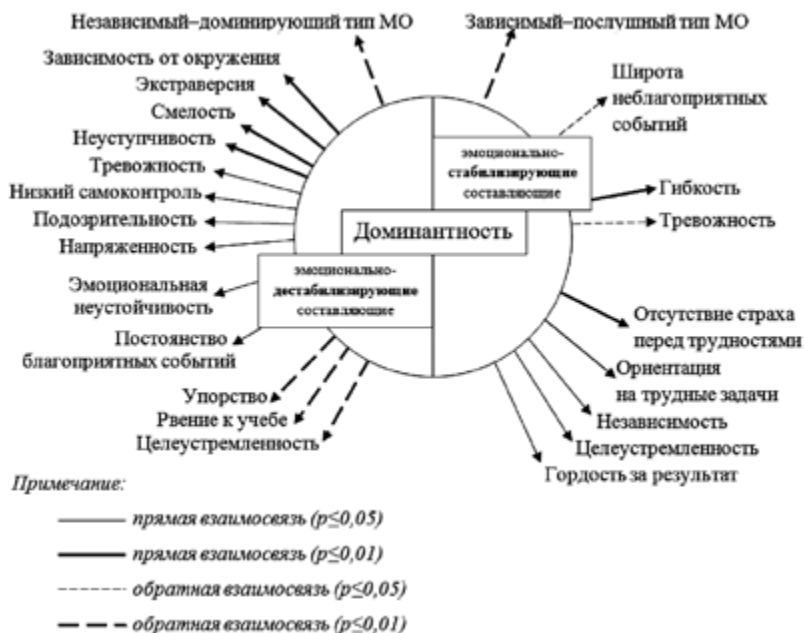 Независимый–доминирующий тип МО
Зависимый–послушный тип МО
Зависимость от окружения
Экстраверсия
Смелость
Неуступчивость
Тревожность
Низкий самоконтроль
Подозрительность
Напряженность
Эмоциональная
неустойчивость
Постоянство
благоприятных событий
Упорство
Рвение к учебе
Целеустремленность
эмоционально-
стабилизирующие
составляющие
Доминантность
эмоционально-
дестабилизирующие
составляющие
Широта
неблагоприятных
событий
Гибкость
Тревожность
Отсутствие страха
перед трудностями
Ориентация
на трудные задачи
Независимость
Целеустремленность
Гордость за результат
Примечание:
прямая взаимосвязь (p≤0,05)
прямая взаимосвязь (p≤0,01)
обратная взаимосвязь (p≤0,05)
обратная взаимосвязь (p≤0,01)